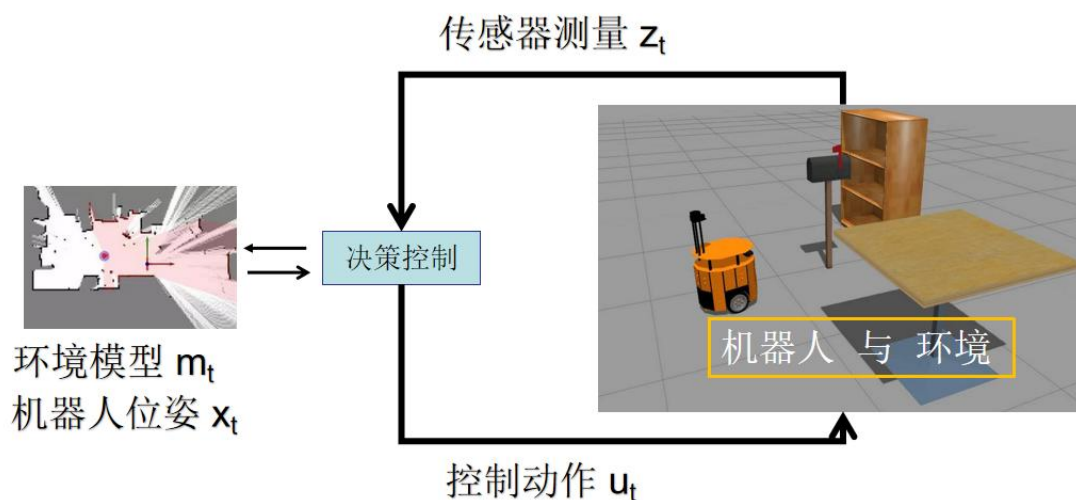 传感器测量 zt
决策控制
环境模型 mt
机器人位姿 xt
机器人 与 环境
控制动作 ut